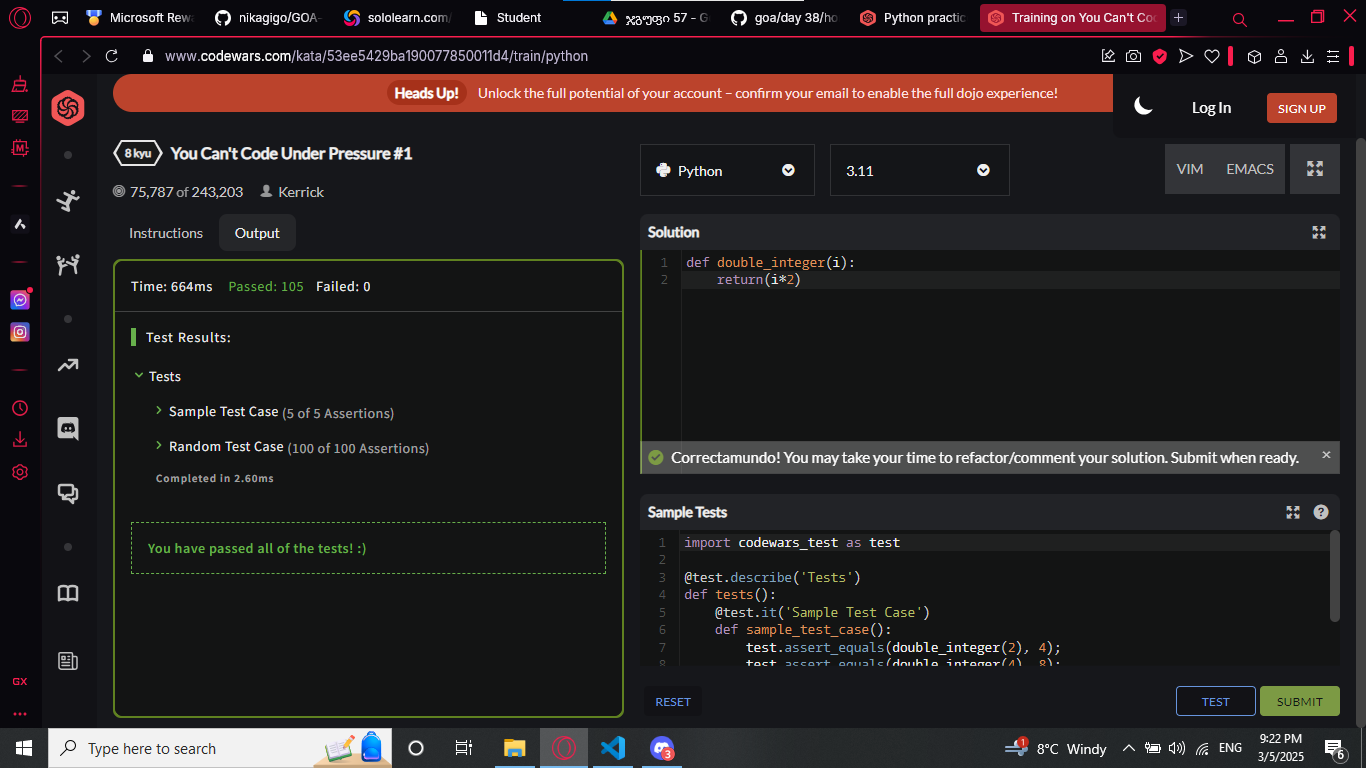 Microsoft Rewa
nikagigo/GOA-
sololearn.com/
Student
ჯგუფი 57 - G
goa/day 38/ho
Python practic
Training on You Can't Co
www.codewars.com/kata/53ee5429ba190077850011d4/train/python
Heads Up! Unlock the full potential of your account – confirm your email to enable the full dojo experience!
Log In
SIGN UP
8 kyu You Can't Code Under Pressure #1
75,787 of 243,203 Kerrick
Python
3.11
VIM EMACS
Instructions Output
Time: 664ms Passed: 105 Failed: 0
Test Results:
Tests
Sample Test Case (5 of 5 Assertions)
Random Test Case (100 of 100 Assertions)
Completed in 2.60ms
You have passed all of the tests! :)
Solution
1 def double_integer(i):
2 return(i*2)
Correctamundo! You may take your time to refactor/comment your solution. Submit when ready.
Sample Tests
1 import codewars_test as test
2
3 @test.describe('Tests')
4 def tests():
5 @test.it('Sample Test Case')
6 def sample_test_case():
7 test.assert_equals(double_integer(2), 4);
8 test.assert_equals(double_integer(4), 8);
RESET
TEST
SUBMIT
GX
Type here to search
3
1
8°C Windy
ENG
9:22 PM
3/5/2025
6